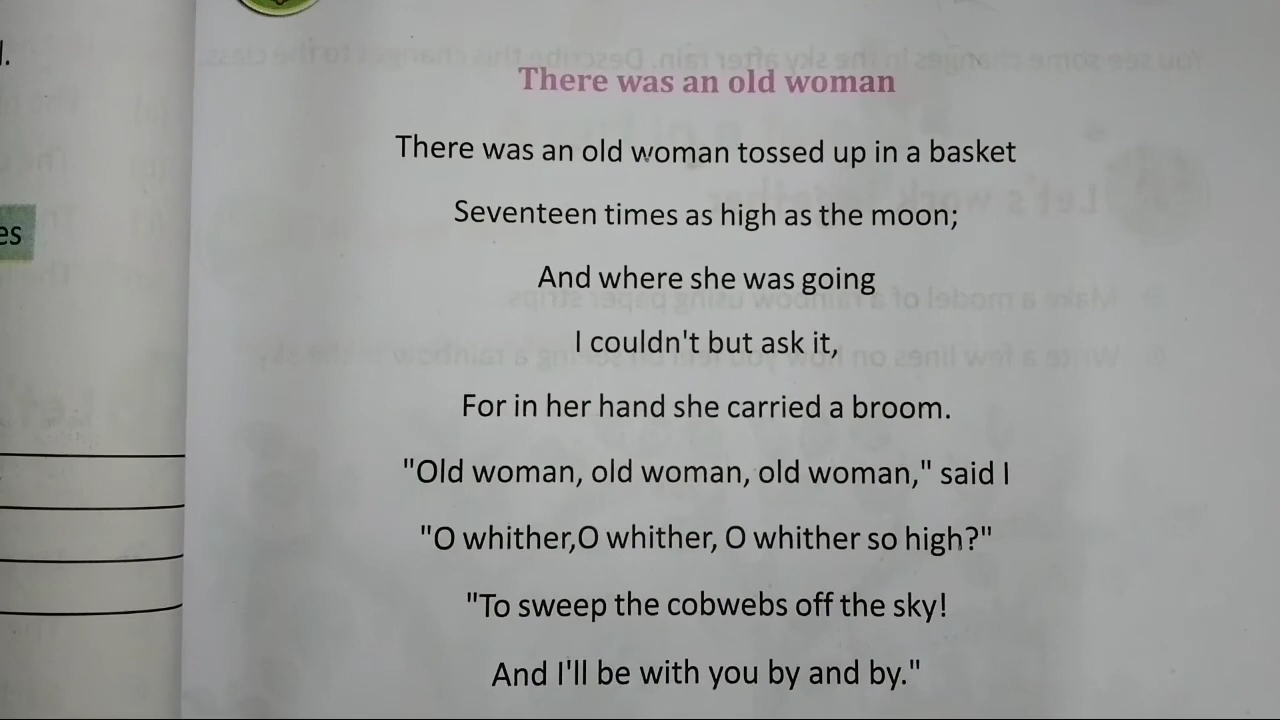 There was an old woman
There was an old woman tossed up in a basket
Seventeen times as high as the moon;
And where she was going
I couldn't but ask it,
For in her hand she carried a broom.
"Old woman, old woman, old woman," said I
"O whither,O whither, O whither so high?"
"To sweep the cobwebs off the sky!
And I'll be with you by and by."